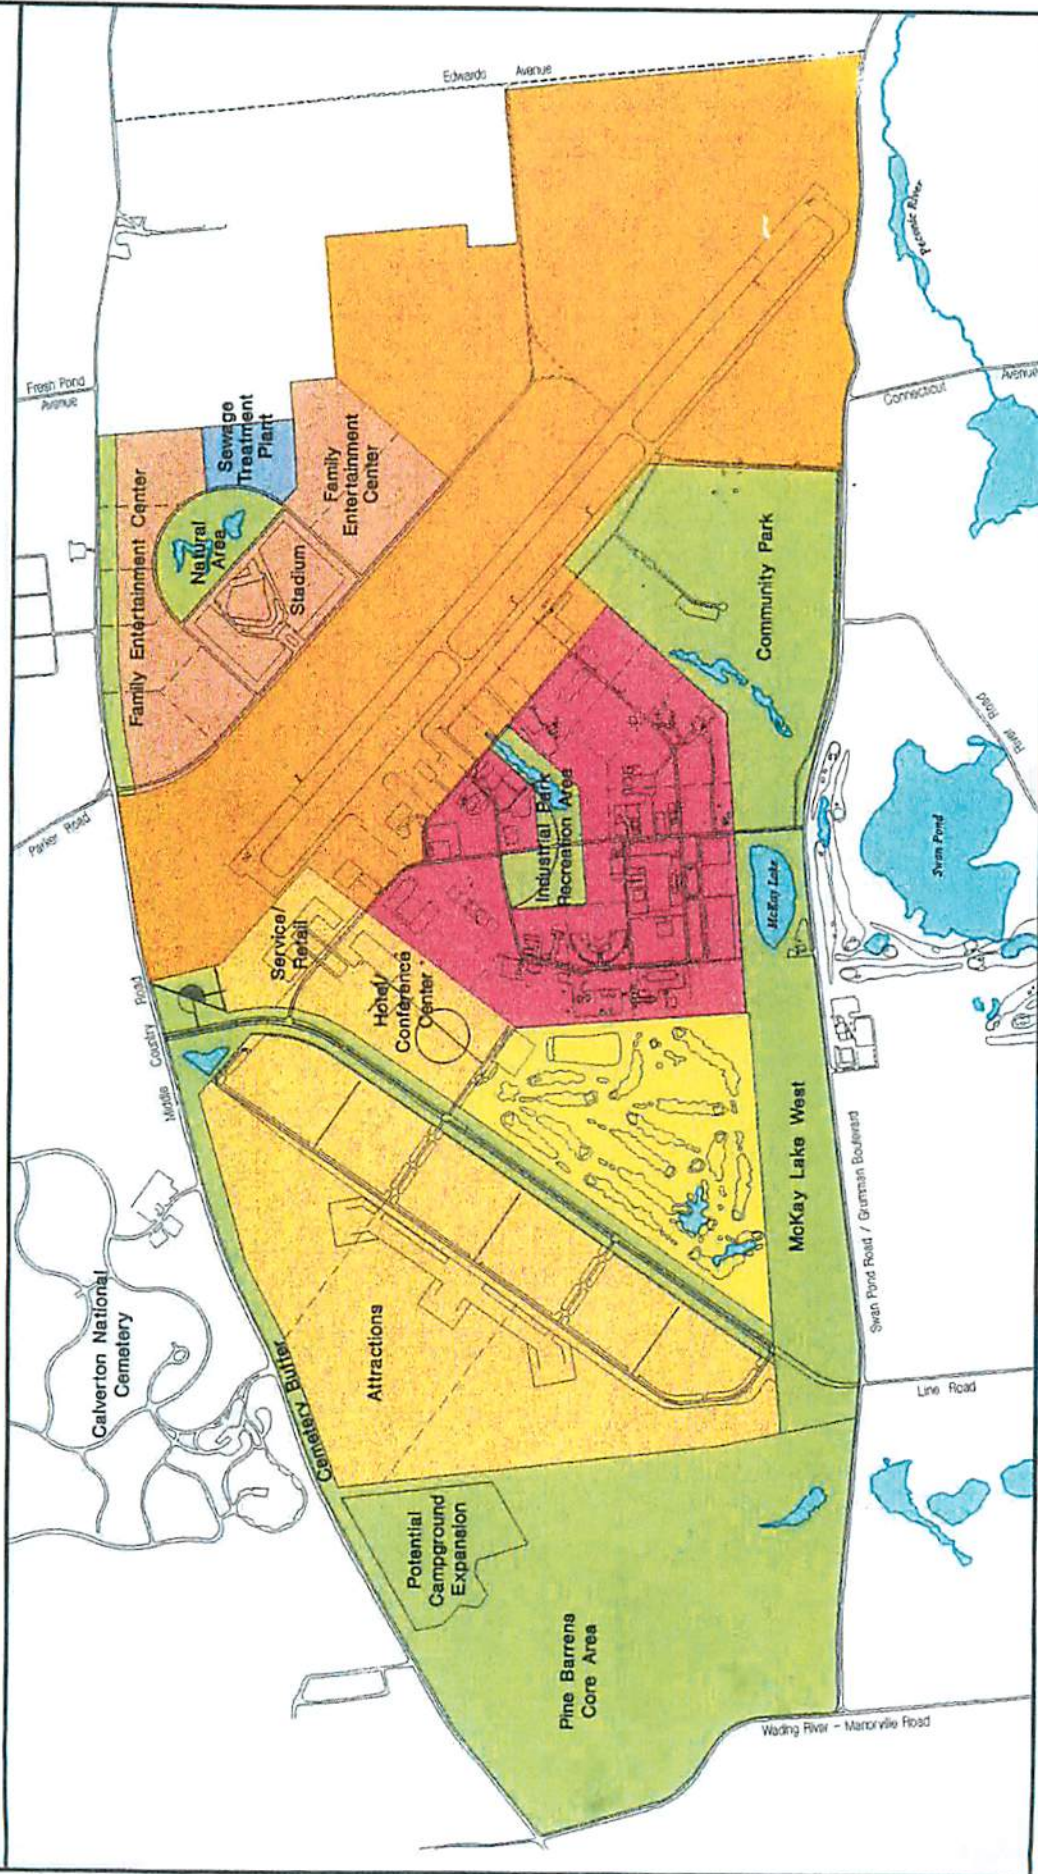 Edwards Avenue
Peconic River
Fresh Pond
Avenue
Connecticut Avenue
Sewage
Treatment
Plant
Family
Entertainment
Center
Family Entertainment Center
Natural
Area
Stadium
Community Park
River Road
Parker Road
Industrial Park
Recreation Area
Swan Pond
McKay Lake
Service/
Retail
Hotel/
Conference
Center
Middle Country Road
McKay Lake West
Swan Pond Road / Grumman Boulevard
Calverton National
Cemetery
Attractions
Cemetery Buffer
Line Road
Potential
Campground
Expansion
Pine Barrens
Core Area
Wading River - Manorville Road